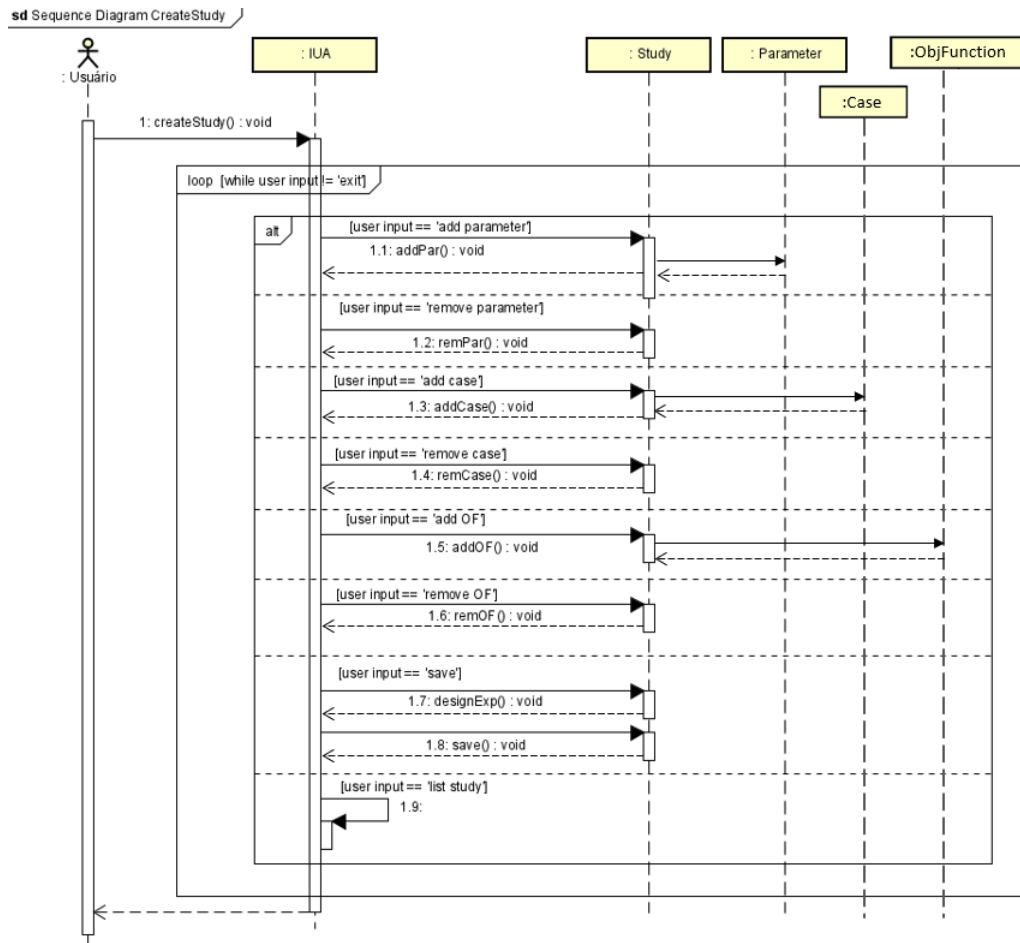 sd Sequence Diagram CreateStudy
: Usuário
: IUA
: Study
: Parameter
:ObjFunction
:Case
1: createStudy() : void
loop [while user input != 'exit']
alt
[user input == 'add parameter']
1.1: addPar() : void
[user input == 'remove parameter']
1.2: remPar() : void
[user input == 'add case']
1.3: addCase() : void
[user input == 'remove case']
1.4: remCase() : void
[user input == 'add OF']
1.5: addOF() : void
[user input == 'remove OF']
1.6: remOF() : void
[user input == 'save']
1.7: designExp() : void
1.8: save() : void
[user input == 'list study']
1.9: